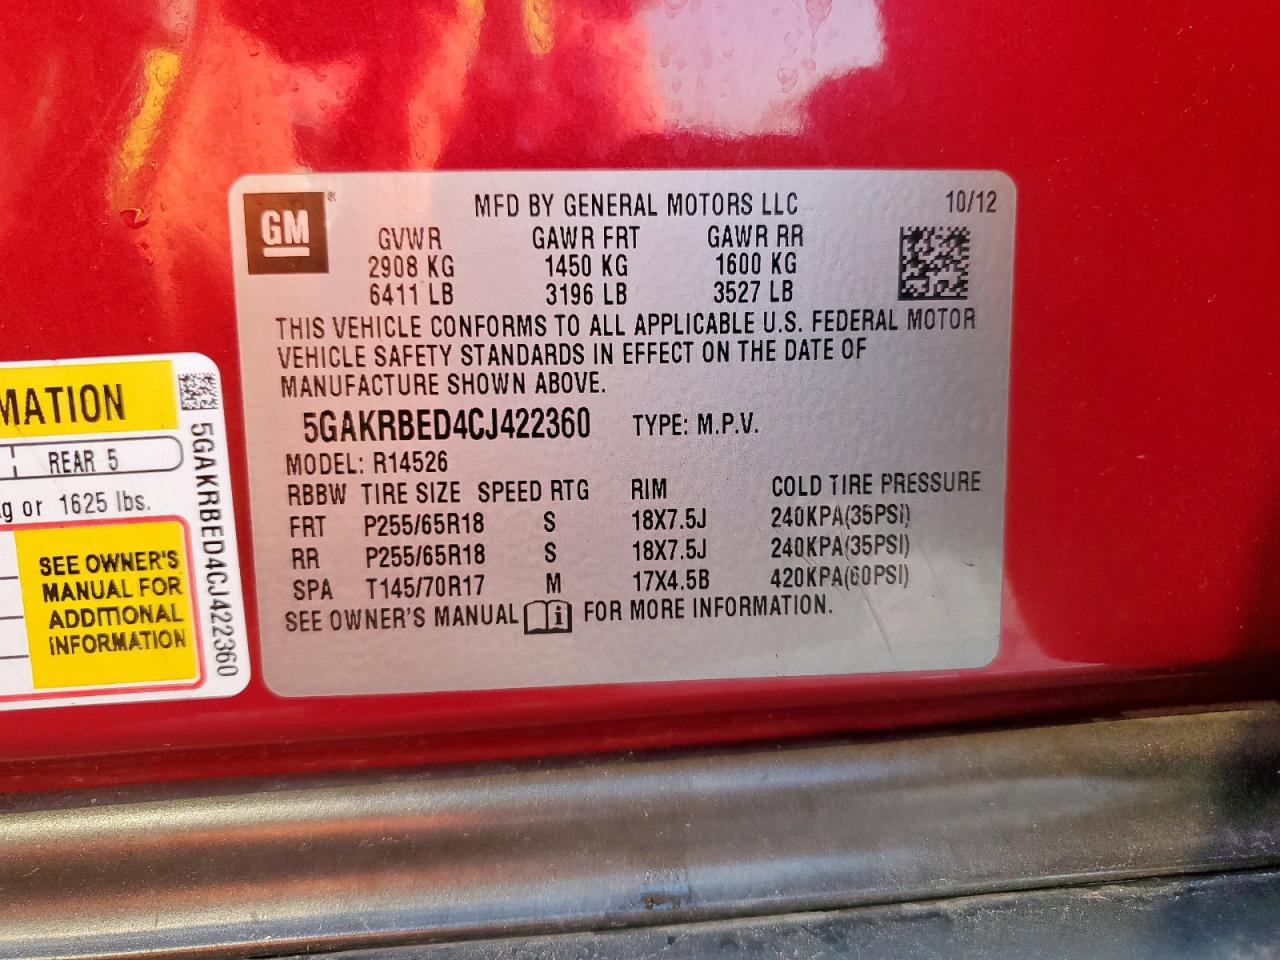 GM ®
MFD BY GENERAL MOTORS LLC 10/12
GVWR GAWR FRT GAWR RR
2908 KG 1450 KG 1600 KG
6411 LB 3196 LB 3527 LB
THIS VEHICLE CONFORMS TO ALL APPLICABLE U.S. FEDERAL MOTOR
VEHICLE SAFETY STANDARDS IN EFFECT ON THE DATE OF
MANUFACTURE SHOWN ABOVE.
5GAKRBED4CJ422360 TYPE: M.P.V.
MODEL: R14526
RBBW TIRE SIZE SPEED RTG RIM COLD TIRE PRESSURE
FRT P255/65R18 S 18X7.5J 240KPA(35PSI)
RR P255/65R18 S 18X7.5J 240KPA(35PSI)
SPA T145/70R17 M 17X4.5B 420KPA(60PSI)
SEE OWNER'S MANUAL FOR MORE INFORMATION.
MATION
REAR 5
kg or 1625 lbs.
SEE OWNER'S
MANUAL FOR
ADDITIONAL
INFORMATION
5GAKRBED4CJ422360